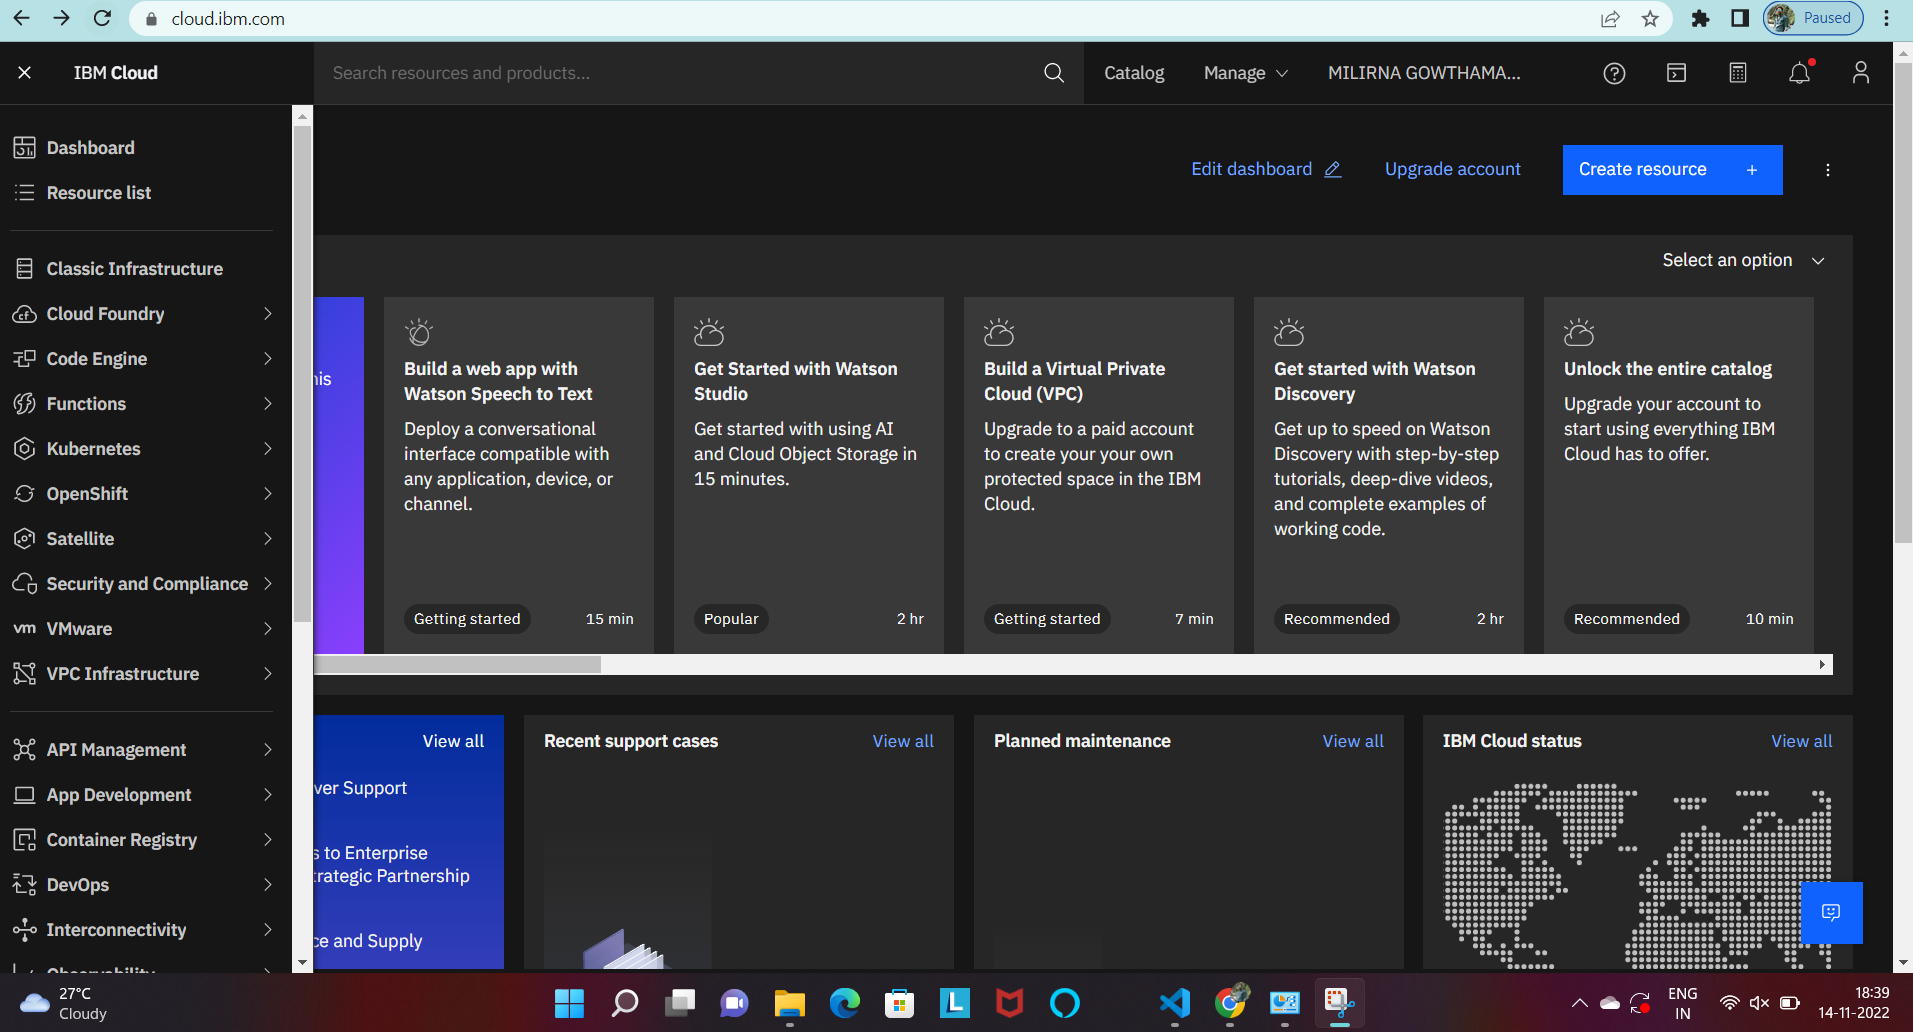 cloud.ibm.com
Paused
IBM Cloud
Search resources and products...
Catalog
Manage
MILIRNA GOWTHAMA...
Dashboard
Resource list
Classic Infrastructure
Cloud Foundry
Code Engine
Functions
Kubernetes
OpenShift
Satellite
Security and Compliance
vm VMware
VPC Infrastructure
API Management
App Development
Container Registry
DevOps
Interconnectivity
Observability
Edit dashboard
Upgrade account
Create resource +
Select an option
his
Build a web app with
Watson Speech to Text
Deploy a conversational
interface compatible with
any application, device, or
channel.
Getting started 15 min
Get Started with Watson
Studio
Get started with using AI
and Cloud Object Storage in
15 minutes.
Popular 2 hr
Build a Virtual Private
Cloud (VPC)
Upgrade to a paid account
to create your your own
protected space in the IBM
Cloud.
Getting started 7 min
Get started with Watson
Discovery
Get up to speed on Watson
Discovery with step-by-step
tutorials, deep-dive videos,
and complete examples of
working code.
Recommended 2 hr
Unlock the entire catalog
Upgrade your account to
start using everything IBM
Cloud has to offer.
Recommended 10 min
View all
ver Support
s to Enterprise
trategic Partnership
ce and Supply
Recent support cases View all
Planned maintenance View all
IBM Cloud status View all
27°C
Cloudy
L
ENG
IN
18:39
14-11-2022